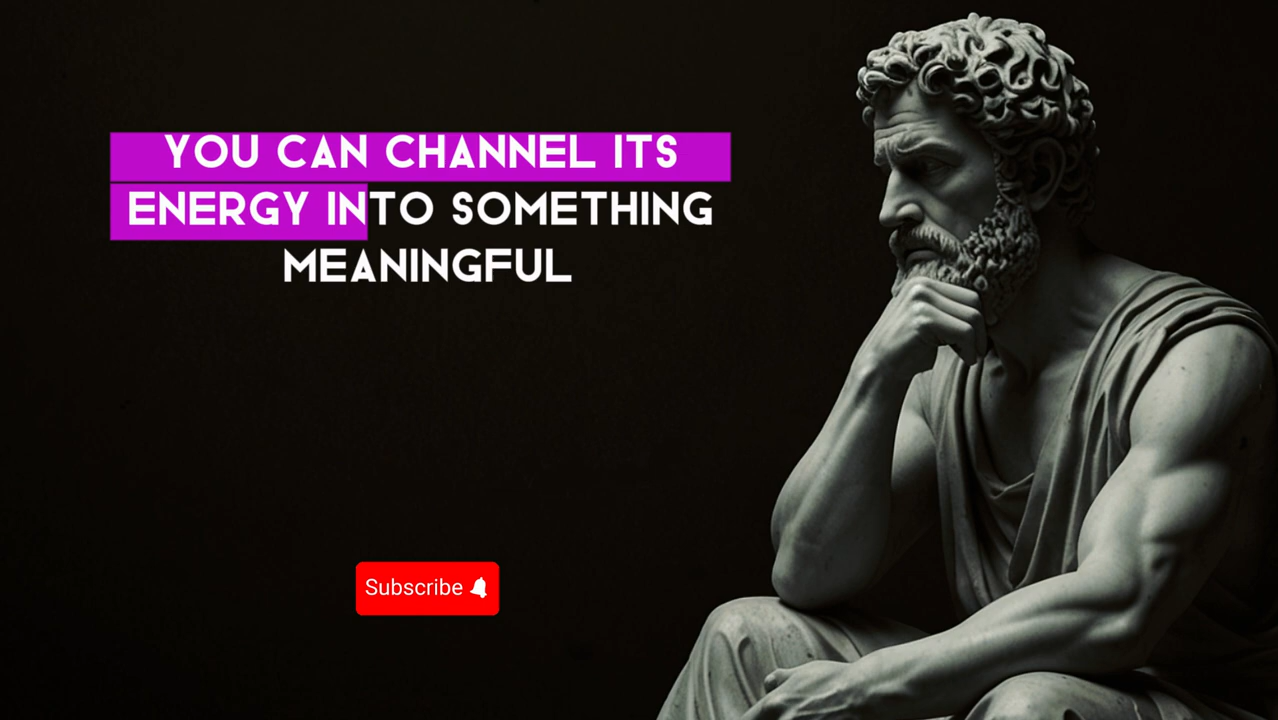 YOU CAN CHANNEL ITS
ENERGY INTO SOMETHING
MEANINGFUL
Subscribe